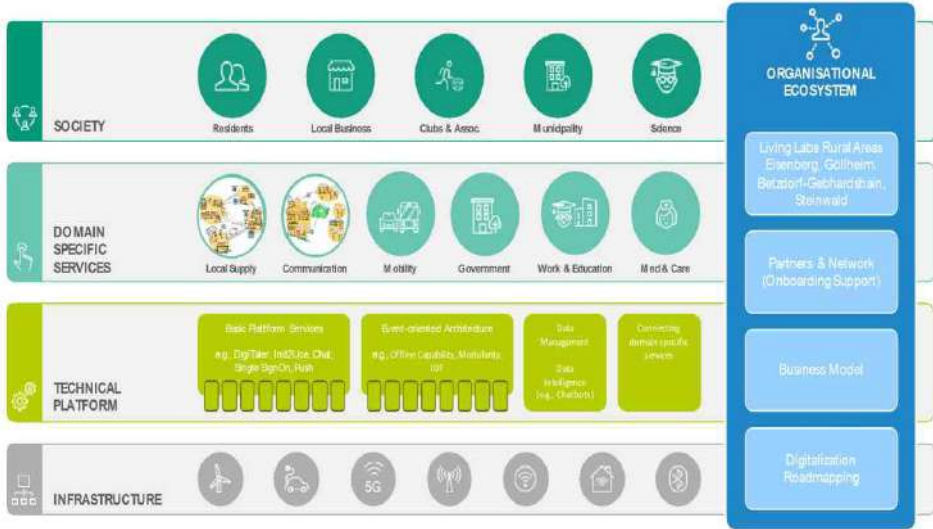 SOCIETY
Residents
Local Business
Clubs & Assoc.
Municipality
Science
DOMAIN
SPECIFIC
SERVICES
Local Supply
Communication
Mobility
Government
Work & Education
Med & Care
TECHNICAL
PLATFORM
Basic Platform Services
e.g., DigiTaler, Chat,
Single SignOn, Push
Event-oriented Architecture
e.g., Offline Capability, Modularity,
IOT
Data
Management
Data
Intelligence
(e.g., Chatbots)
Connecting
domain specific
services
INFRASTRUCTURE
5G
ORGANISATIONAL
ECOSYSTEM
Living Labs Rural Areas
Eisenberg, Göllheim,
Betzdorf-Gebhardshain,
Steinwald
Partners & Network
(Onboarding Support)
Business Model
Digitalization
Roadmapping